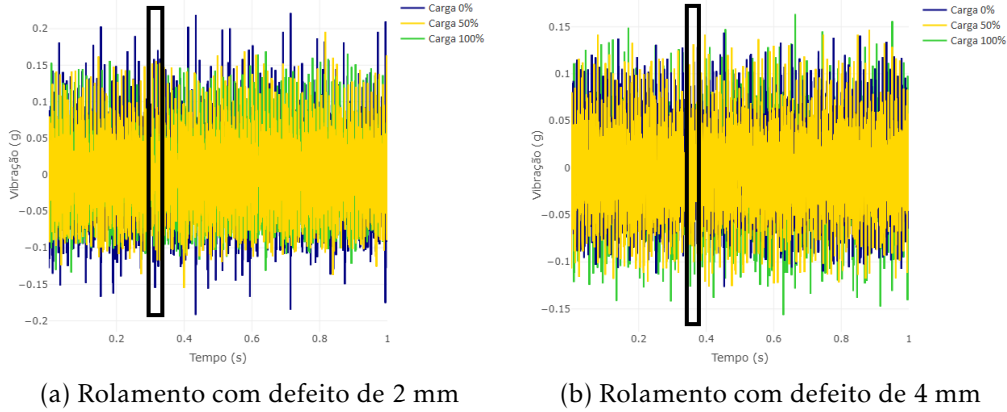 Carga 0%
Carga 50%
Carga 100%
Vibração (g)
0.2
0.15
0.1
0.05
0
−0.05
−0.1
−0.15
−0.2
0.2
0.4
0.6
0.8
1
Tempo (s)
(a) Rolamento com defeito de 2 mm
Carga 0%
Carga 50%
Carga 100%
Vibração (g)
0.15
0.1
0.05
0
−0.05
−0.1
−0.15
0.2
0.4
0.6
0.8
1
Tempo (s)
(b) Rolamento com defeito de 4 mm